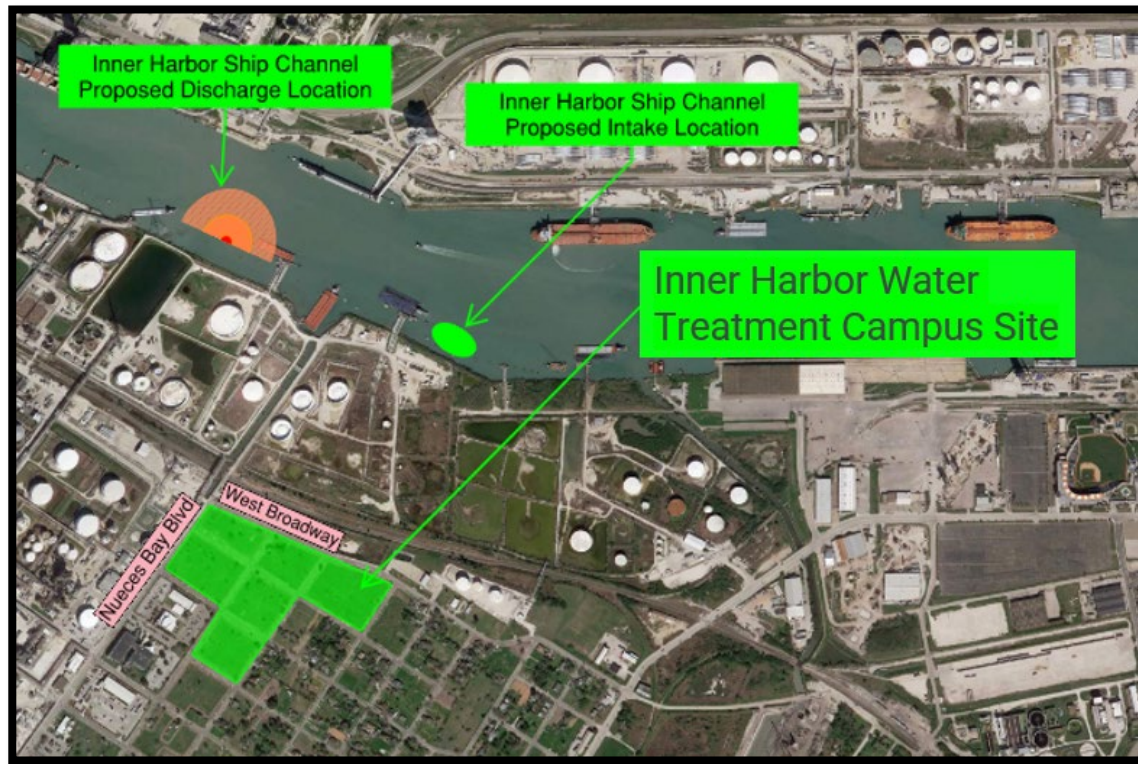 Inner Harbor Ship Channel
Proposed Discharge Location
Inner Harbor Ship Channel
Proposed Intake Location
Inner Harbor Water
Treatment Campus Site
Nueces Bay Blvd
West Broadway